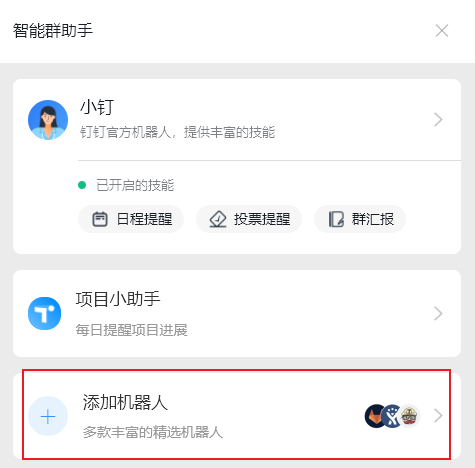 智能群助手
小钉
钉钉官方机器人，提供丰富的技能
已开启的技能
日程提醒 投票提醒 群汇报
项目小助手
每日提醒项目进展
添加机器人
多款丰富的精选机器人